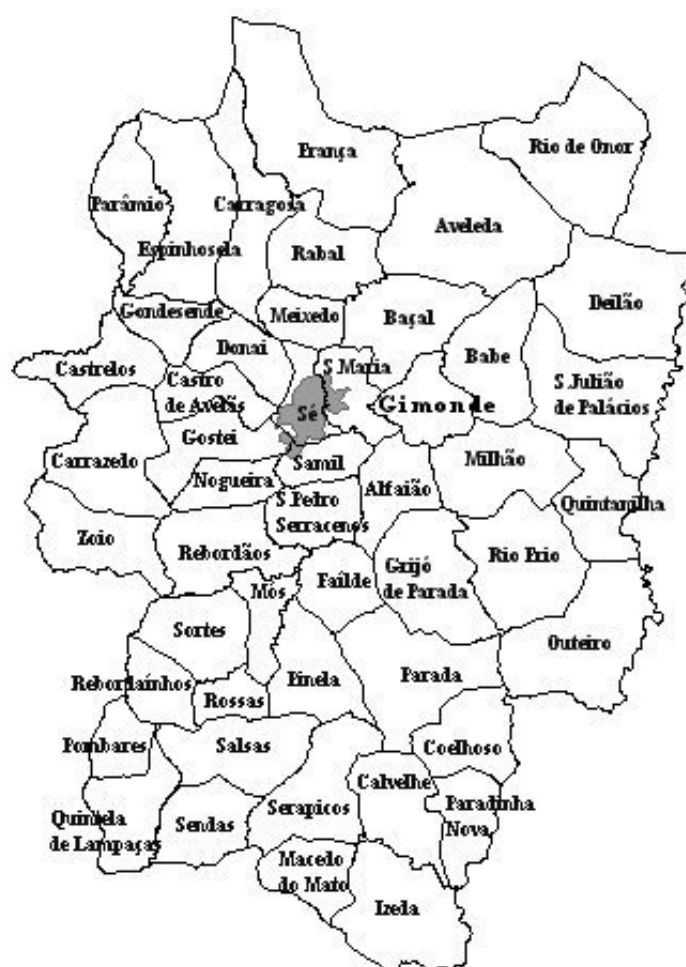 França
Rio de Onor
Parâmio
Carragosa
Aveleda
Espinhosela
Rabal
Deilão
Gondesende
Meixedo
Baçal
Donai
Babe
Castrelos
S.Maria
Castro
de Avelãs
S.Julião
de Palácios
Sé
Gimonde
Gostei
Carrazedo
Samil
Milhão
Nogueira
Alfaião
Quintanilha
S.Pedro
Serracenos
Zoio
Rebordãos
Rio Frio
Faílde
Grijó
de Parada
Mós
Sortes
Outeiro
Rebordaínhos
Pinela
Parada
Rossas
Pombares
Salsas
Coelhoso
Calvelhe
Quintela
de Lampaças
Sendas
Serapicos
Paradinha
Nova
Macedo
do Mato
Izeda